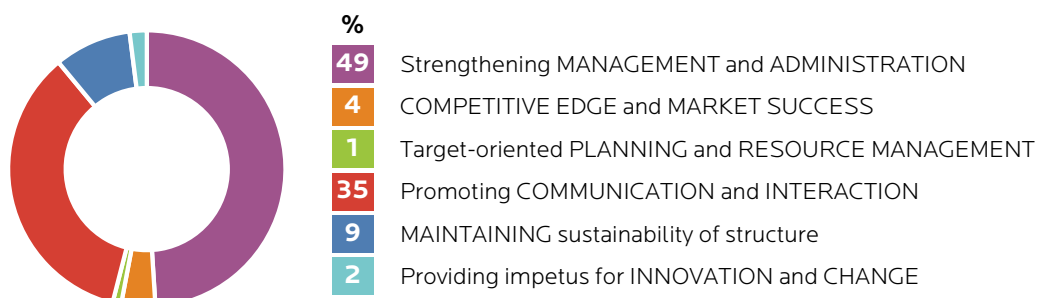 %
49 Strengthening MANAGEMENT and ADMINISTRATION
4 COMPETITIVE EDGE and MARKET SUCCESS
1 Target-oriented PLANNING and RESOURCE MANAGEMENT
35 Promoting COMMUNICATION and INTERACTION
9 MAINTAINING sustainability of structure
2 Providing impetus for INNOVATION and CHANGE